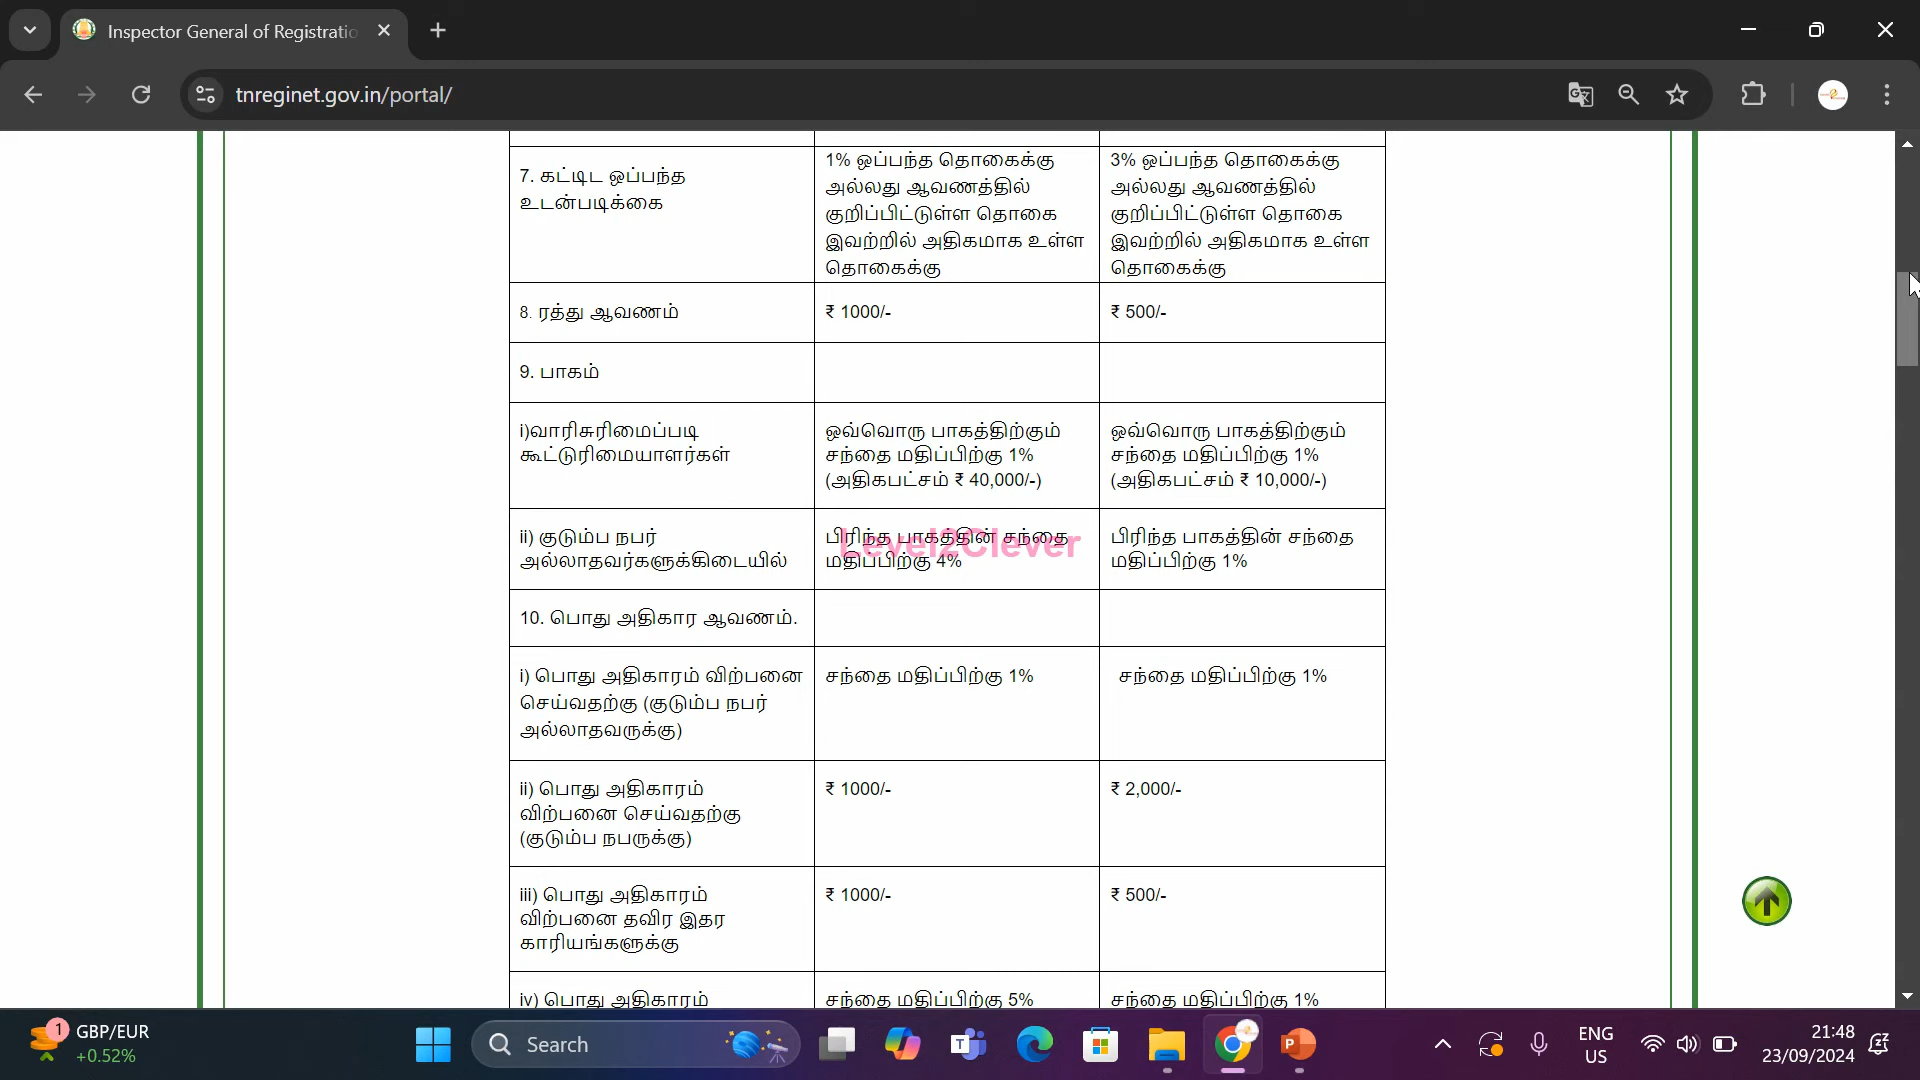 Inspector General of Registratio
tnreginet.gov.in/portal/
7. கட்டிட ஒப்பந்த
உடன்படிக்கை
1% ஒப்பந்த தொகைக்கு
அல்லது ஆவணத்தில்
குறிப்பிட்டுள்ள தொகை
இவற்றில் அதிகமாக உள்ள
தொகைக்கு
3% ஒப்பந்த தொகைக்கு
அல்லது ஆவணத்தில்
குறிப்பிட்டுள்ள தொகை
இவற்றில் அதிகமாக உள்ள
தொகைக்கு
8. ரத்து ஆவணம்
₹ 1000/-
₹ 500/-
9. பாகம்
i)வாரிசுரிமைப்படி
கூட்டுரிமையாளர்கள்
ஒவ்வொரு பாகத்திற்கும்
சந்தை மதிப்பிற்கு 1%
(அதிகபட்சம் ₹ 40,000/-)
ஒவ்வொரு பாகத்திற்கும்
சந்தை மதிப்பிற்கு 1%
(அதிகபட்சம் ₹ 10,000/-)
ii) குடும்ப நபர்
அல்லாதவர்களுக்கிடையில்
பிரிந்த பாகத்தின் சந்தை
மதிப்பிற்கு 4%
Level2Clever
பிரிந்த பாகத்தின் சந்தை
மதிப்பிற்கு 1%
10. பொது அதிகார ஆவணம்.
i) பொது அதிகாரம் விற்பனை
செய்வதற்கு (குடும்ப நபர்
அல்லாதவருக்கு)
சந்தை மதிப்பிற்கு 1%
சந்தை மதிப்பிற்கு 1%
ii) பொது அதிகாரம்
விற்பனை செய்வதற்கு
(குடும்ப நபருக்கு)
₹ 1000/-
₹ 2,000/-
iii) பொது அதிகாரம்
விற்பனை தவிர இதர
காரியங்களுக்கு
₹ 1000/-
₹ 500/-
iv) பொது அதிகாரம்
சந்தை மதிப்பிற்கு 5%
சந்தை மதிப்பிற்கு 1%
1
GBP/EUR
+0.52%
Search
ENG
US
21:48
23/09/2024